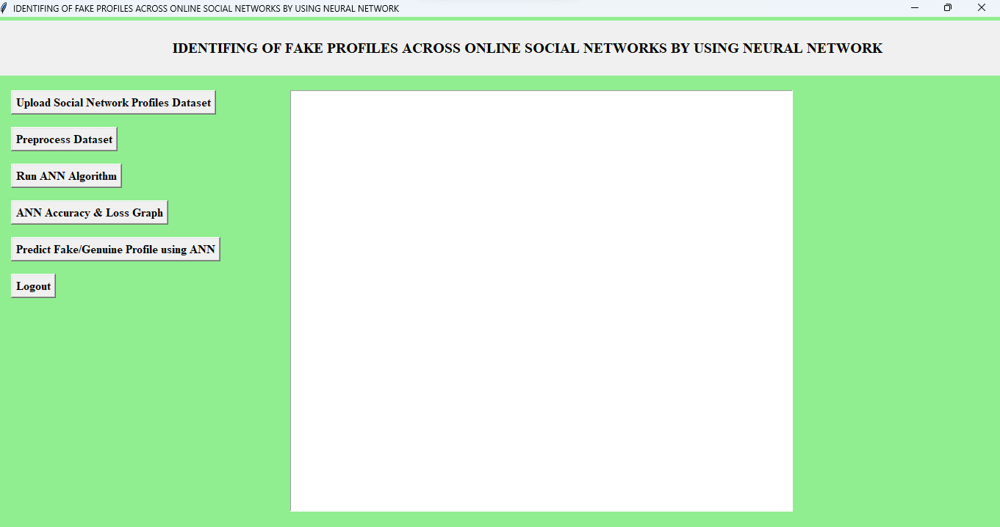 IDENTIFING OF FAKE PROFILES ACROSS ONLINE SOCIAL NETWORKS BY USING NEURAL NETWORK
IDENTIFING OF FAKE PROFILES ACROSS ONLINE SOCIAL NETWORKS BY USING NEURAL NETWORK
Upload Social Network Profiles Dataset
Preprocess Dataset
Run ANN Algorithm
ANN Accuracy & Loss Graph
Predict Fake/Genuine Profile using ANN
Logout